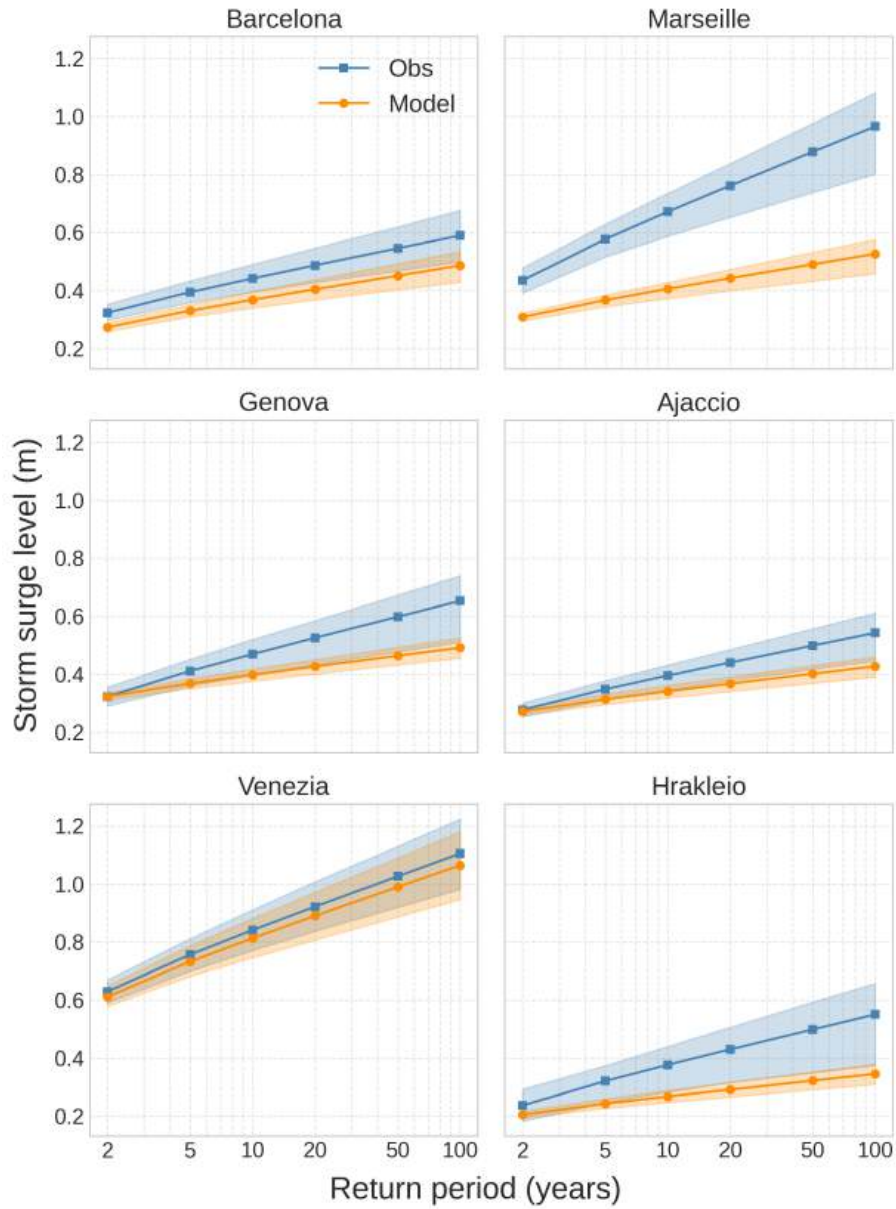 Barcelona
Marseille
1.2
1.0
0.8
0.6
0.4
0.2
Obs
Model
Genova
Ajaccio
1.2
1.0
0.8
0.6
0.4
0.2
Storm surge level (m)
Venezia
Hrakleio
1.2
1.0
0.8
0.6
0.4
0.2
2 5 10 20 50 100
2 5 10 20 50 100
Return period (years)